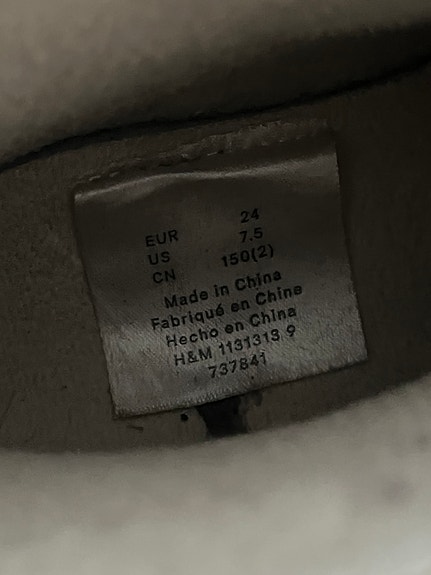 EUR 24
US 7.5
CN 150(2)
Made in China
Fabriqué en Chine
Hecho en China
H&M 1131313 9
737841